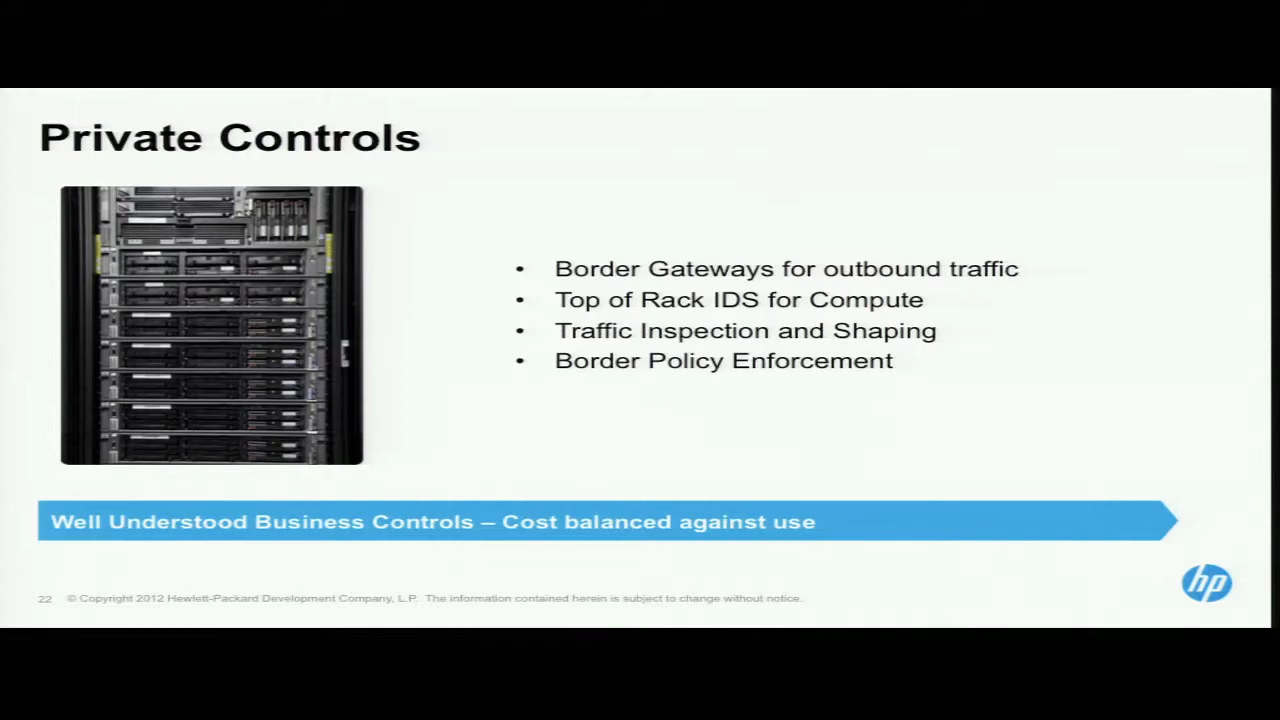 Private Controls
• Border Gateways for outbound traffic
• Top of Rack IDS for Compute
• Traffic Inspection and Shaping
• Border Policy Enforcement
Well Understood Business Controls – Cost balanced against use
hp
22 © Copyright 2012 Hewlett-Packard Development Company, L.P. The information contained herein is subject to change without notice.